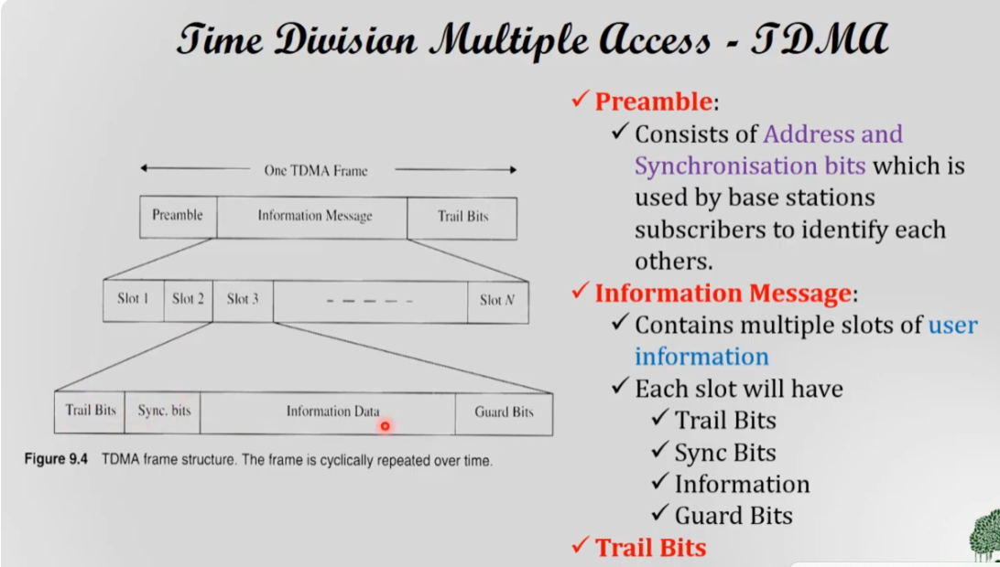 Time Division Multiple Access - TDMA
One TDMA Frame
Preamble
Information Message
Trail Bits
Slot 1
Slot 2
Slot 3
Slot N
Trail Bits
Sync. bits
Information Data
Guard Bits
Figure 9.4 TDMA frame structure. The frame is cyclically repeated over time.
✓ Preamble:
✓ Consists of Address and
Synchronisation bits which is
used by base stations
subscribers to identify each
others.
✓ Information Message:
✓ Contains multiple slots of user
information
✓ Each slot will have
✓ Trail Bits
✓ Sync Bits
✓ Information
✓ Guard Bits
✓ Trail Bits